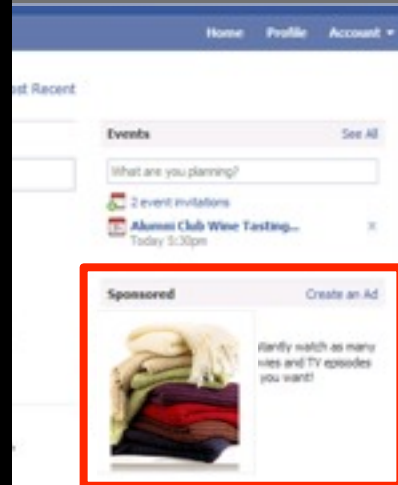 Home Profile Account
ost Recent
Events See All
What are you planning?
2 event invitations
Alumni Club Wine Tasting...
Today 5:30pm
Sponsored Create an Ad
tantly watch as many
vies and TV episodes
you want!